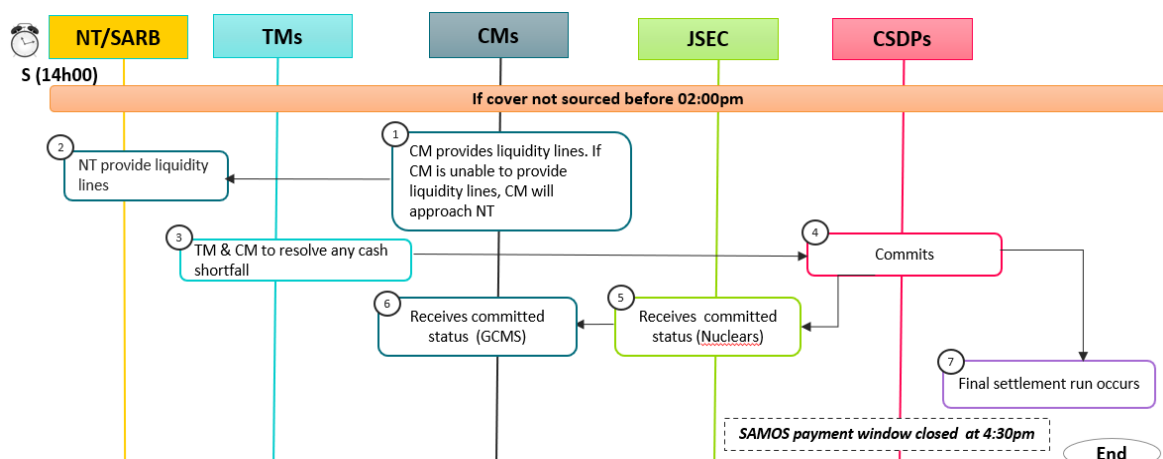 NT/SARB
TMs
CMs
JSEC
CSDPs
S (14h00)
If cover not sourced before 02:00pm
1
CM provides liquidity lines. If
CM is unable to provide
liquidity lines, CM will
approach NT
2
NT provide liquidity
lines
3
TM & CM to resolve any cash
shortfall
4
Commits
5
Receives committed
status (Nuclears)
6
Receives committed
status (GCMS)
7
Final settlement run occurs
SAMOS payment window closed at 4:30pm
End